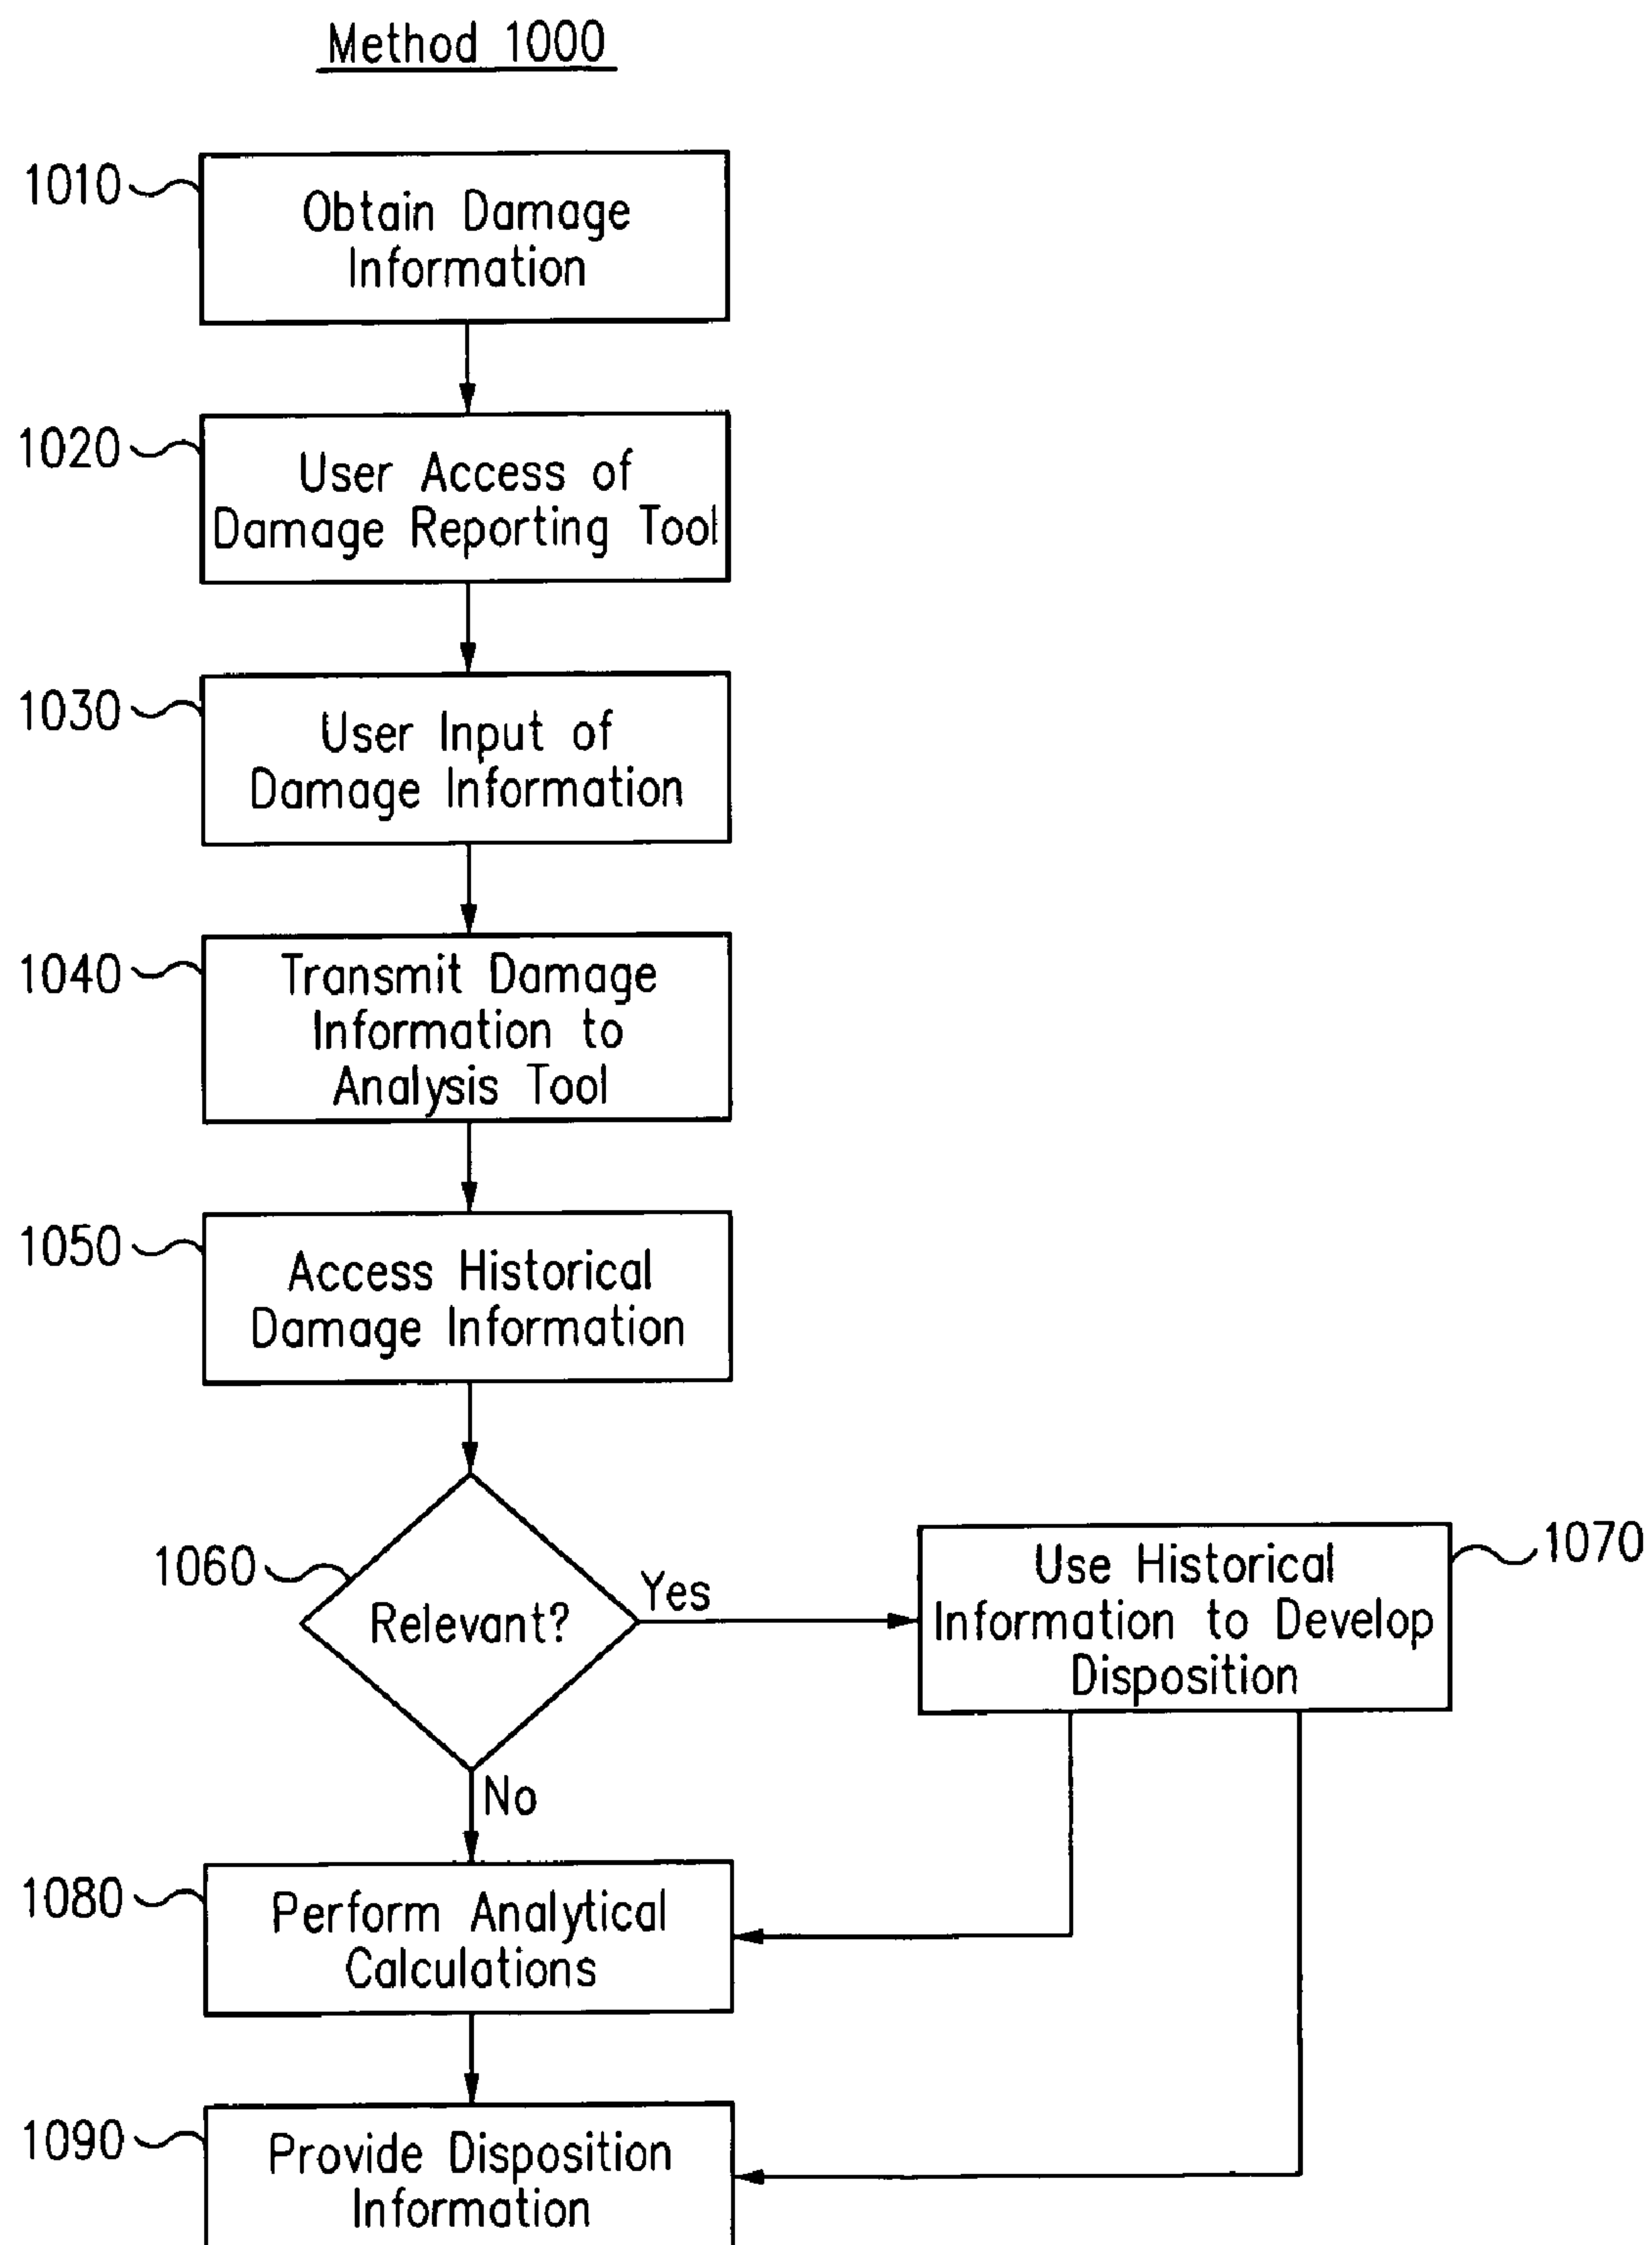 Method 1000
1010
Obtain Damage
Information
1020
User Access of
Damage Reporting Tool
1030
User Input of
Damage Information
1040
Transmit Damage
Information to
Analysis Tool
1050
Access Historical
Damage Information
1060
Relevant?
Yes
1070
Use Historical
Information to Develop
Disposition
No
1080
Perform Analytical
Calculations
1090
Provide Disposition
Information